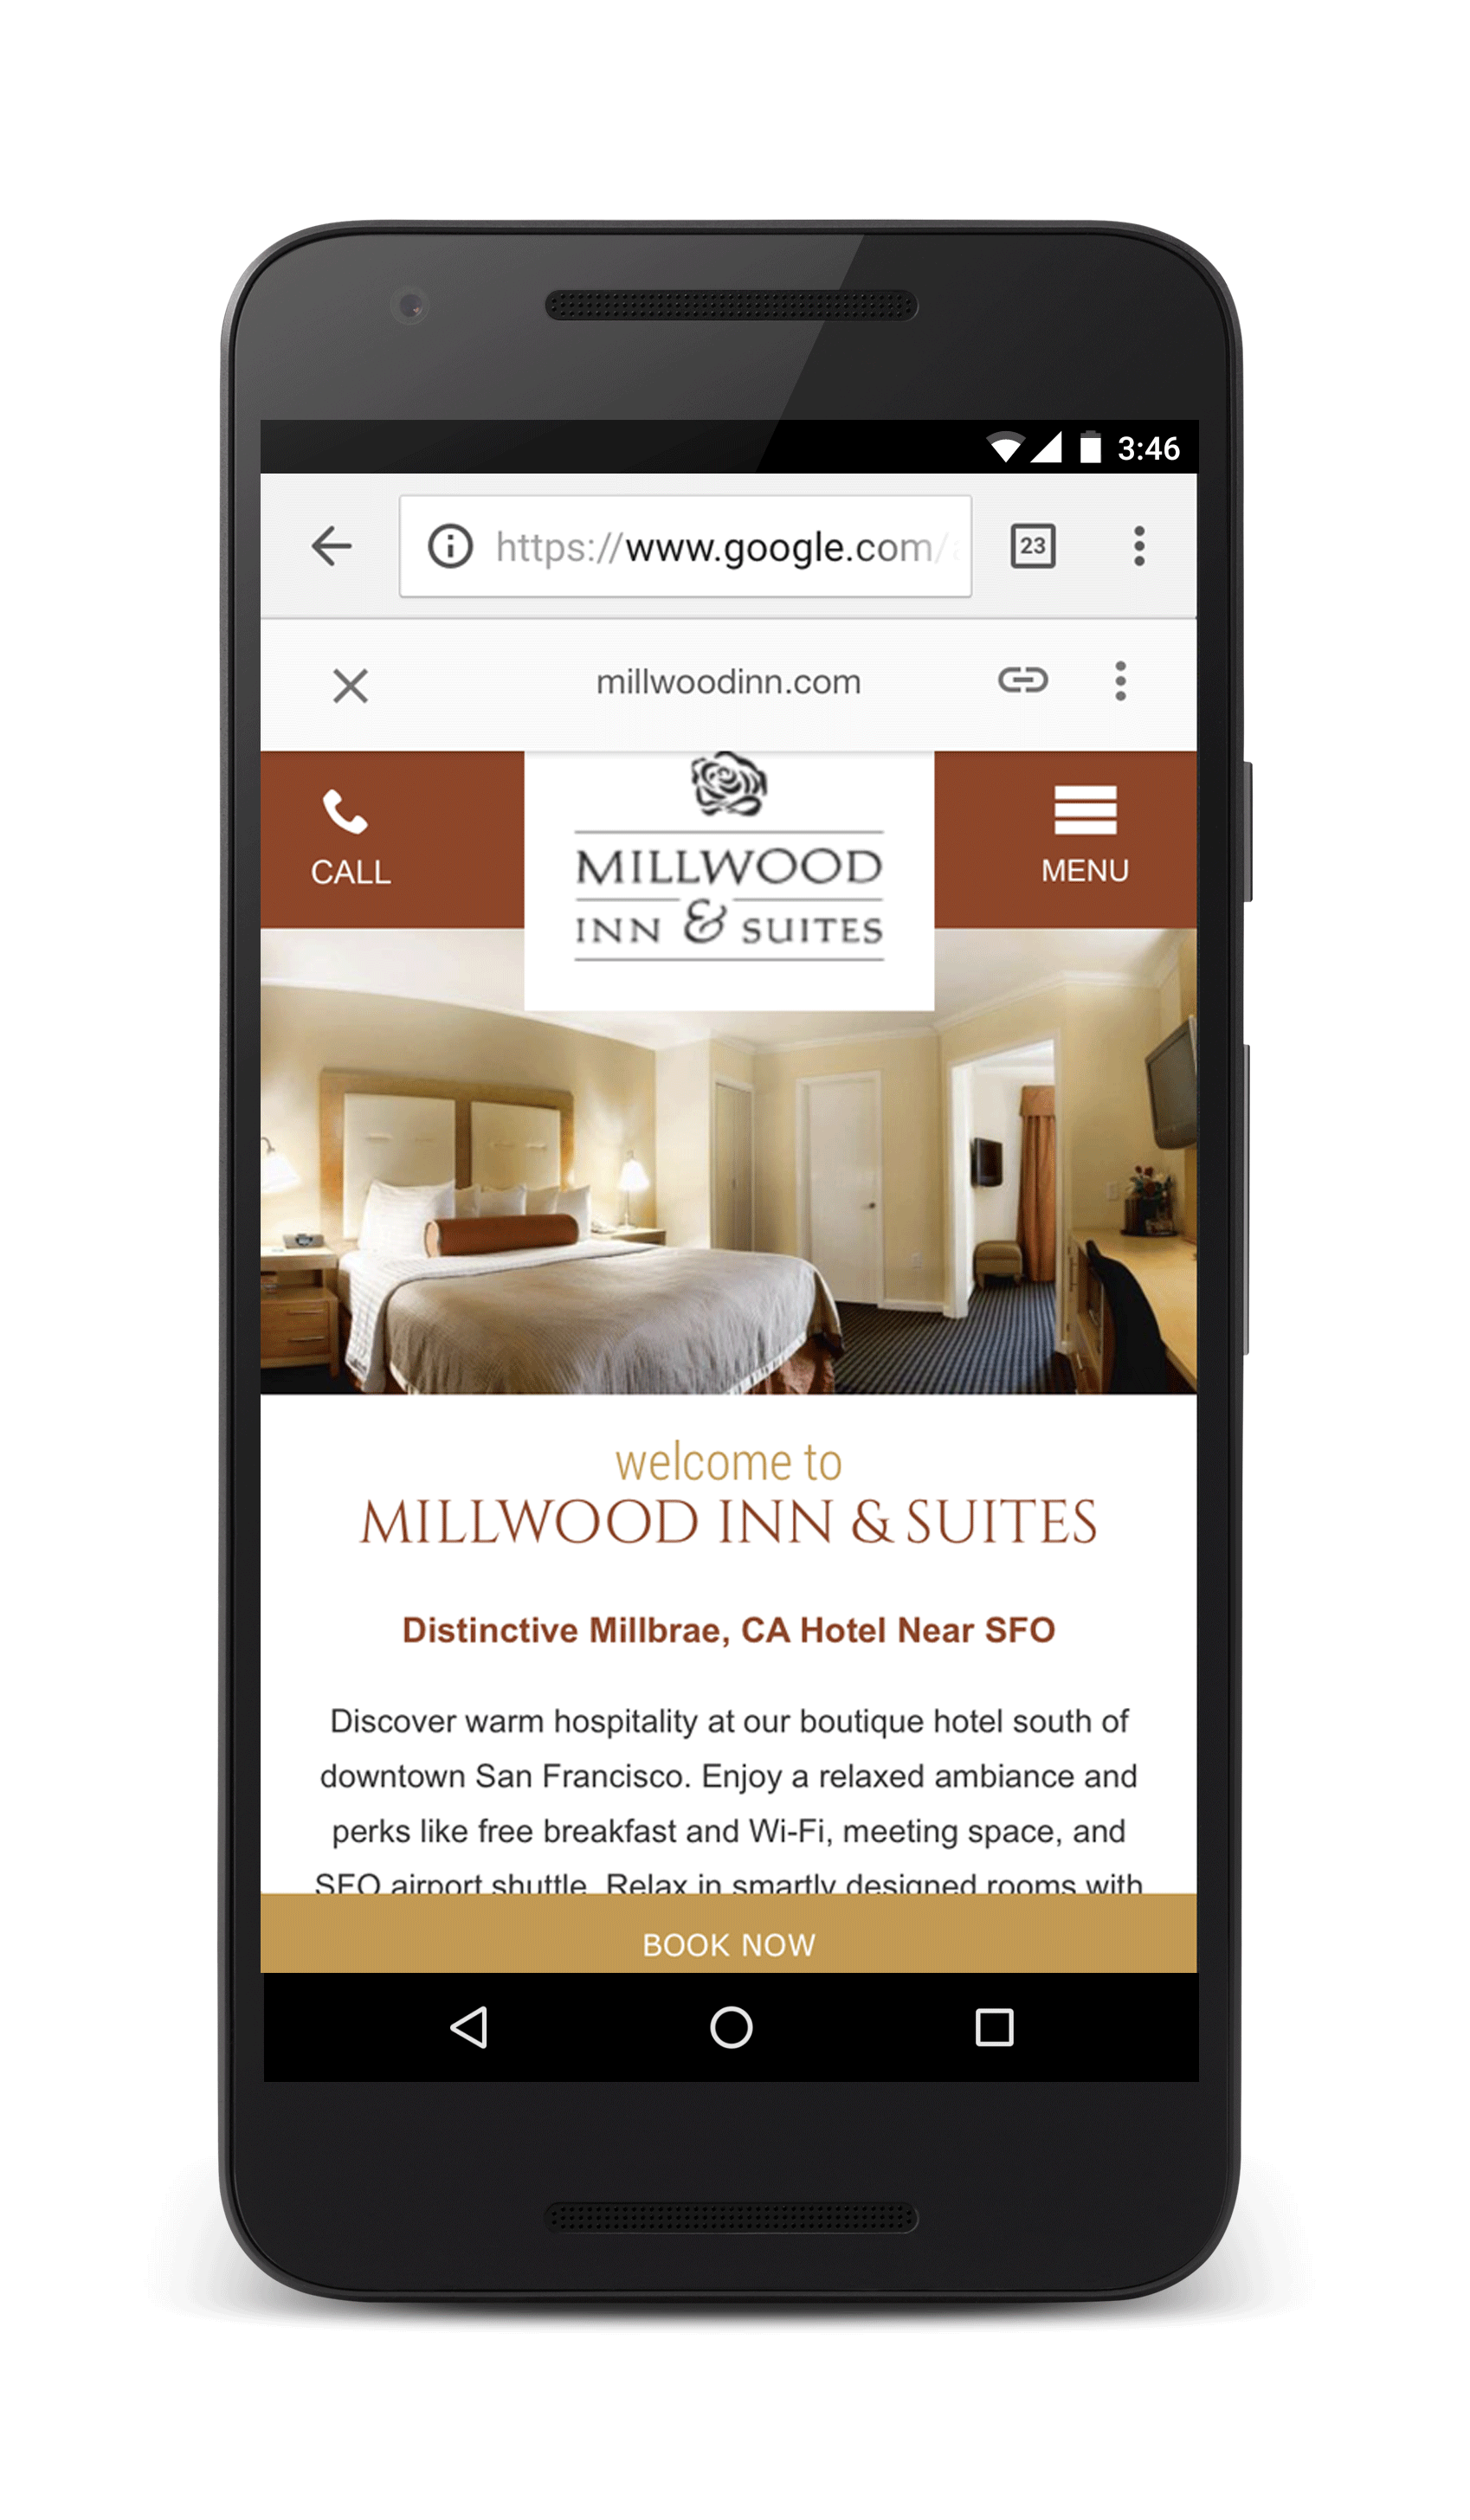 3:46
https://www.google.com/
23
millwoodinn.com
CALL
MILLWOOD
INN & SUITES
MENU
welcome to
MILLWOOD INN & SUITES
Distinctive Millbrae, CA Hotel Near SFO
Discover warm hospitality at our boutique hotel south of
downtown San Francisco. Enjoy a relaxed ambiance and
perks like free breakfast and Wi-Fi, meeting space, and
SFO airport shuttle. Relax in smartly designed rooms with
BOOK NOW